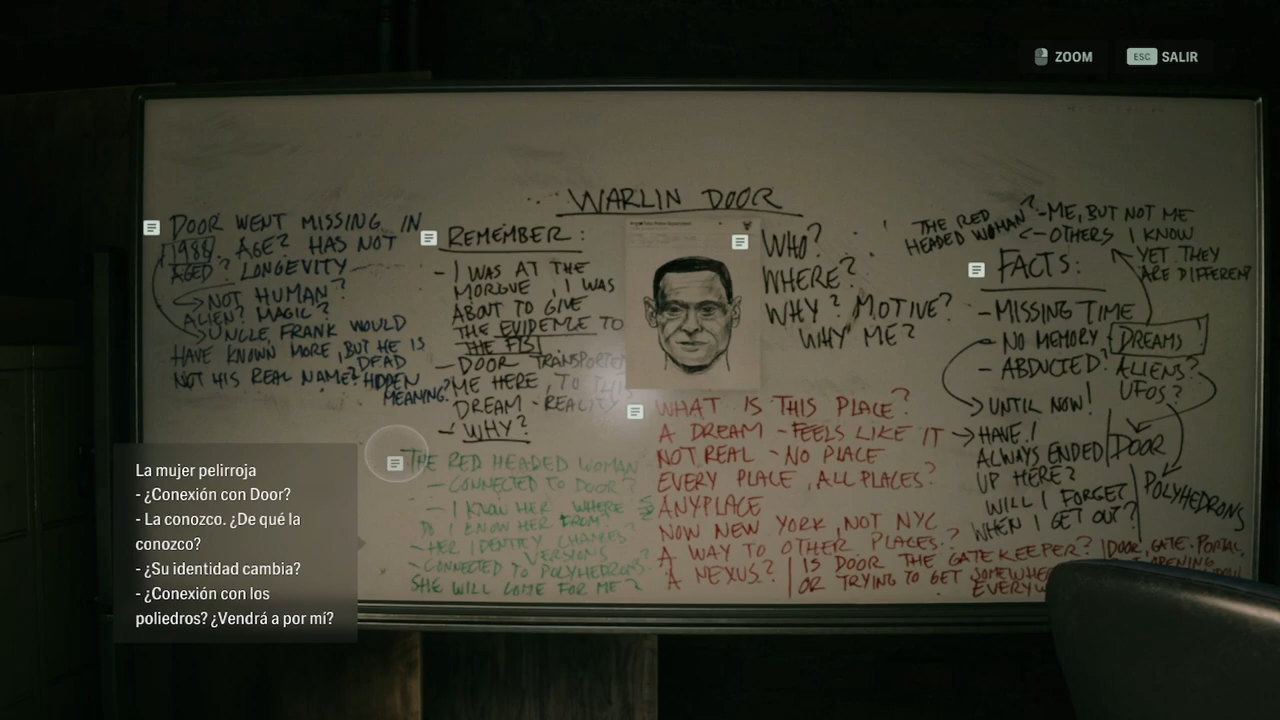 ZOOM
ESC SALIR
WARLIN DOOR
DOOR WENT MISSING IN
1988. AGE? HAS NOT
AGED? LONGEVITY
NOT HUMAN?
ALIEN? MAGIC?
UNCLE FRANK WOULD
HAVE KNOWN MORE, BUT HE IS
DEAD
NOT HIS REAL NAME? HIDDEN
MEANING?
REMEMBER:
- I WAS AT THE
MORGUE, I WAS
ABOUT TO GIVE
THE EVIDENCE TO
THE FBI
- DOOR TRANSPORTED
ME HERE, TO THIS
DREAM - REALITY
- WHY?
WHO?
WHERE?
WHY? MOTIVE?
WHY ME?
THE RED
HEADED WOMAN?
- ME, BUT NOT ME
OTHERS I KNOW
YET THEY
ARE DIFFERENT
FACTS:
- MISSING TIME
- NO MEMORY
- ABDUCTED?
UNTIL NOW!
DREAMS
ALIENS?
UFOS?
HAVE I
ALWAYS ENDED
UP HERE?
WILL I FORGET
WHEN I GET OUT?
DOOR
POLYHEDRONS
THE RED HEADED WOMAN
- CONNECTED TO DOOR?
- I KNOW HER. WHERE
DO I KNOW HER FROM?
- HER IDENTITY CHANGES?
VERSIONS
- CONNECTED TO POLYHEDRONS?
SHE WILL COME FOR ME?
WHAT IS THIS PLACE?
A DREAM - FEELS LIKE IT
NOT REAL - NO PLACE
EVERY PLACE, ALL PLACES?
ANYPLACE
NOW NEW YORK, NOT NYC
A WAY TO OTHER PLACES?
A NEXUS?
IS DOOR THE GATEKEEPER?
OR TRYING TO GET SOMEWHERE
DOOR, GATE, PORTAL,
OPENING
La mujer pelirroja
- ¿Conexión con Door?
- La conozco. ¿De qué la
conozco?
- ¿Su identidad cambia?
- ¿Conexión con los
poliedros? ¿Vendrá a por mí?